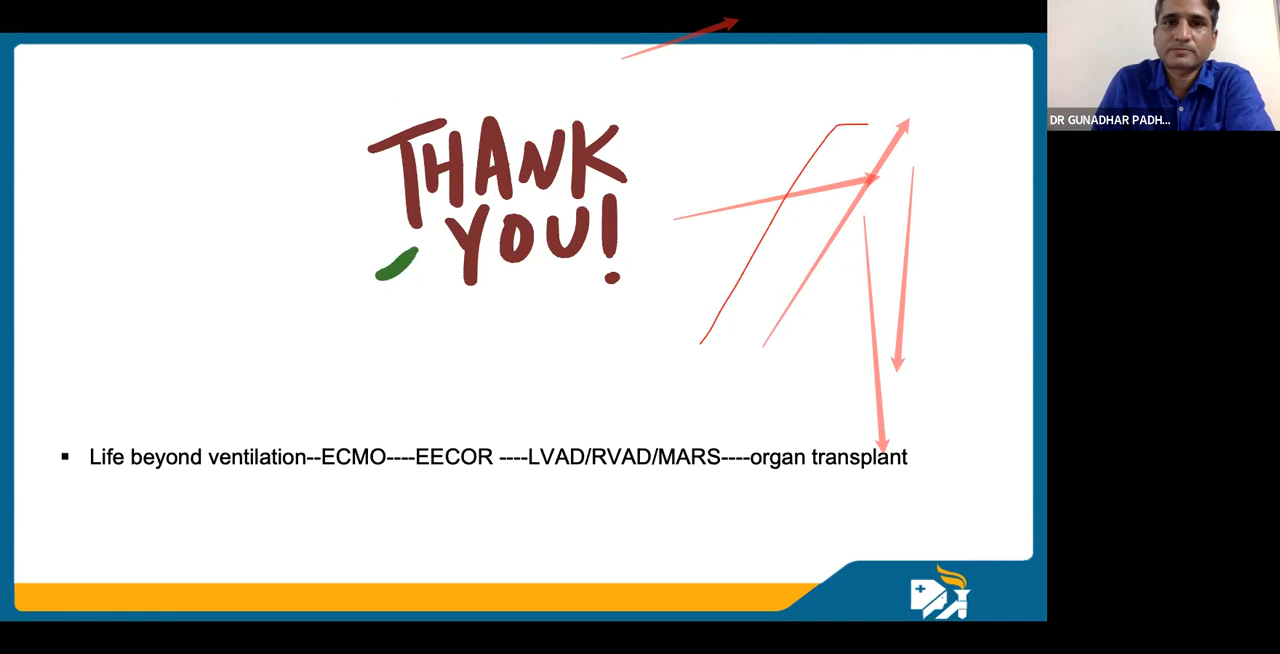 DR GUNADHAR PADH...
THANK
YOU!
▪ Life beyond ventilation--ECMO----EECOR ----LVAD/RVAD/MARS----organ transplant